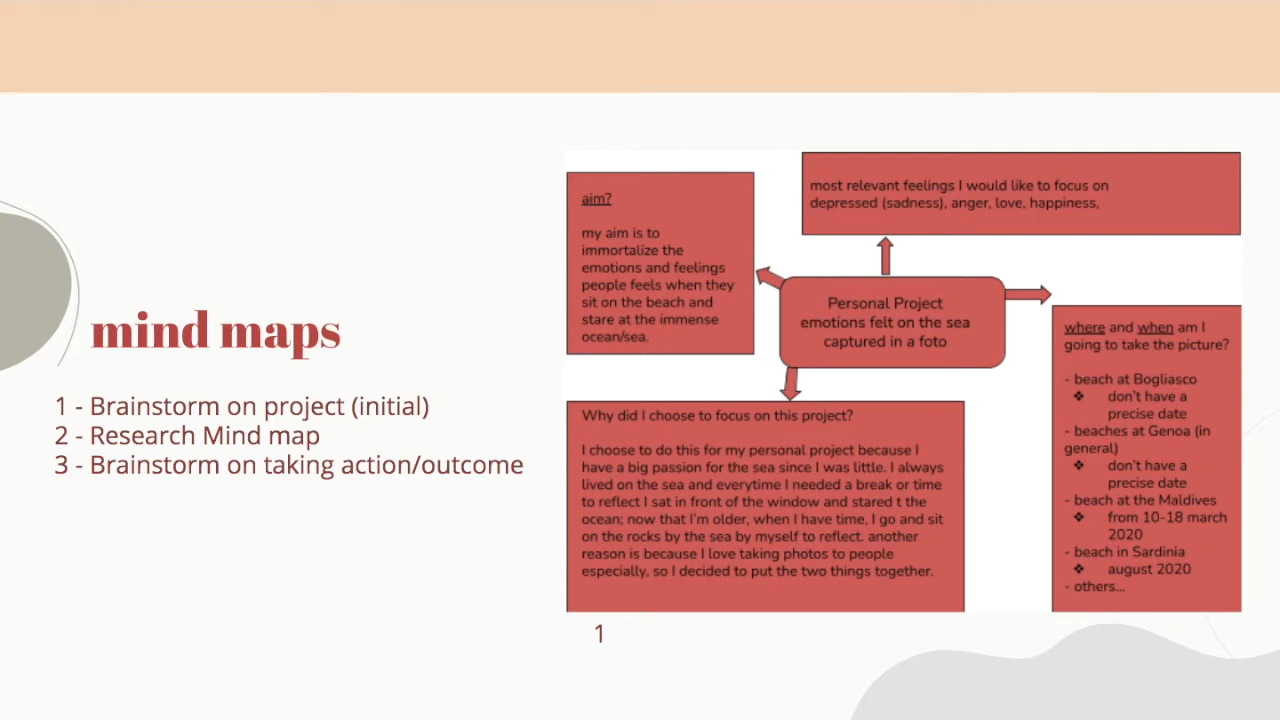 mind maps
1 - Brainstorm on project (initial)
2 - Research Mind map
3 - Brainstorm on taking action/outcome
aim?
my aim is to
immortalize the
emotions and feelings
people feels when they
sit on the beach and
stare at the immense
ocean/sea.
most relevant feelings I would like to focus on
depressed (sadness), anger, love, happiness,
Personal Project
emotions felt on the sea
captured in a foto
where and when am I
going to take the picture?
- beach at Bogliasco
❖ don't have a
precise date
- beaches at Genoa (in
general)
❖ don't have a
precise date
- beach at the Maldives
❖ from 10-18 march
2020
- beach in Sardinia
❖ august 2020
- others...
Why did I choose to focus on this project?
I choose to do this for my personal project because I
have a big passion for the sea since I was little. I always
lived on the sea and everytime I needed a break or time
to reflect I sat in front of the window and stared t the
ocean; now that I'm older, when I have time, I go and sit
on the rocks by the sea by myself to reflect. another
reason is because I love taking photos to people
especially, so I decided to put the two things together.
1